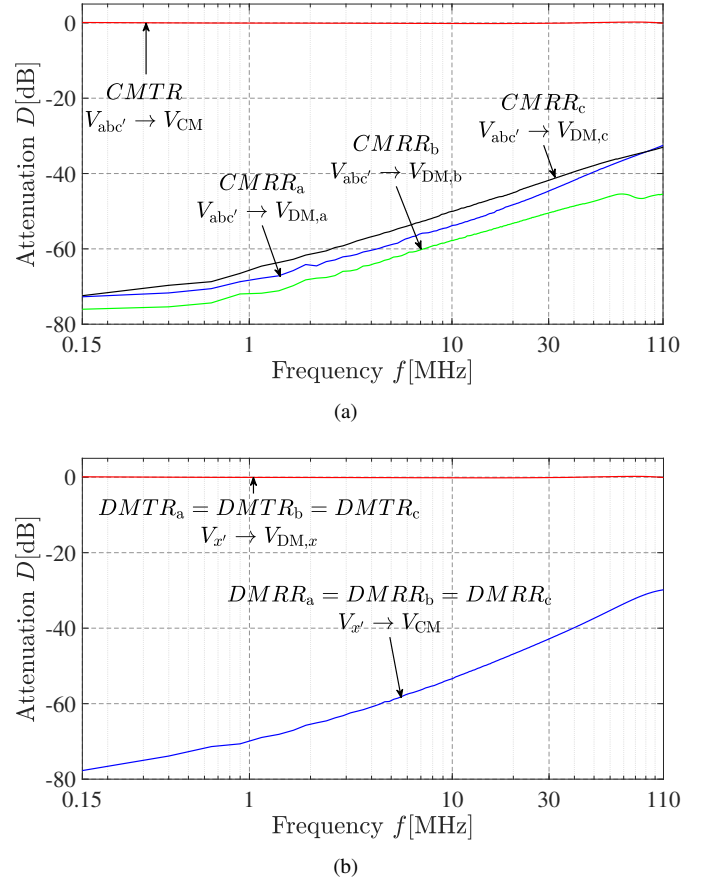 0
-20
-40
-60
-80
Attenuation D[dB]
CMTR
V_abc′ → V_CM
CMRR_a
V_abc′ → V_DM,a
CMRR_b
V_abc′ → V_DM,b
CMRR_c
V_abc′ → V_DM,c
0.15 1 10 30 110
Frequency f[MHz]
(a)
0
-20
-40
-60
-80
Attenuation D[dB]
DMTR_a = DMTR_b = DMTR_c
V_x′ → V_DM,x
DMRR_a = DMRR_b = DMRR_c
V_x′ → V_CM
0.15 1 10 30 110
Frequency f[MHz]
(b)